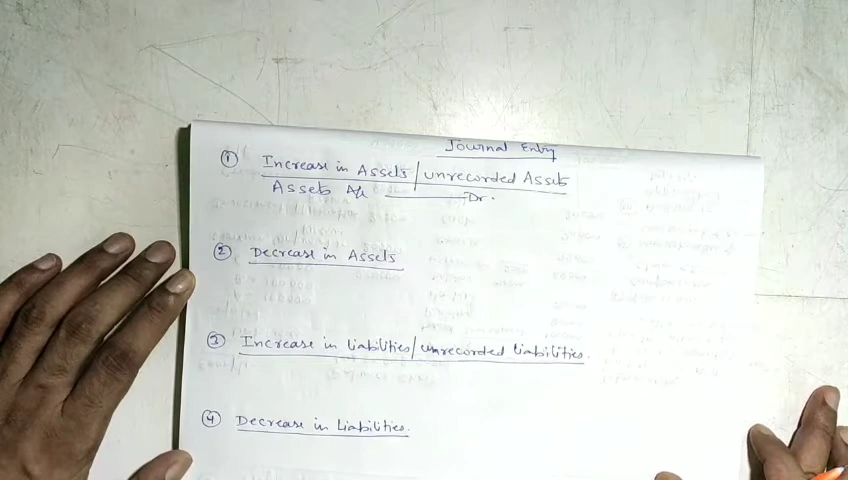 Journal Entry
① Increase in Assets / unrecorded Assets
Assets A/c ——— Dr.
② Decrease in Assets
③ Increase in Liabilities / unrecorded Liabilities.
④ Decrease in Liabilities.